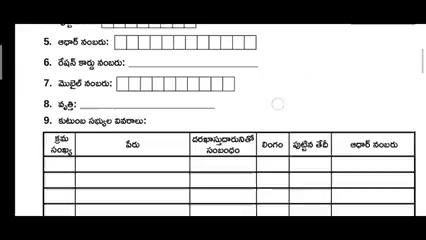 5. ఆధార్ నంబరు:
6. రేషన్ కార్డు నంబరు:
7. మొబైల్ నంబరు:
8. వృత్తి:
9. కుటుంబ సభ్యుల వివరాలు:
క్రమ సంఖ్య పేరు దరఖాస్తుదారునితో సంబంధం లింగం పుట్టిన తేదీ ఆధార్ నంబరు